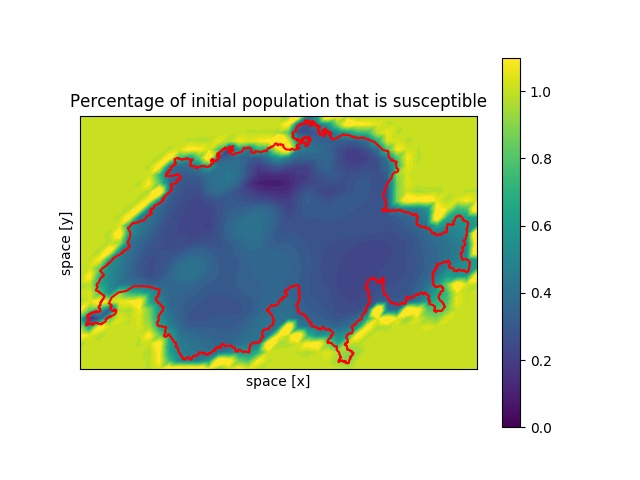 Percentage of initial population that is susceptible
space [y]
space [x]
1.0
0.8
0.6
0.4
0.2
0.0